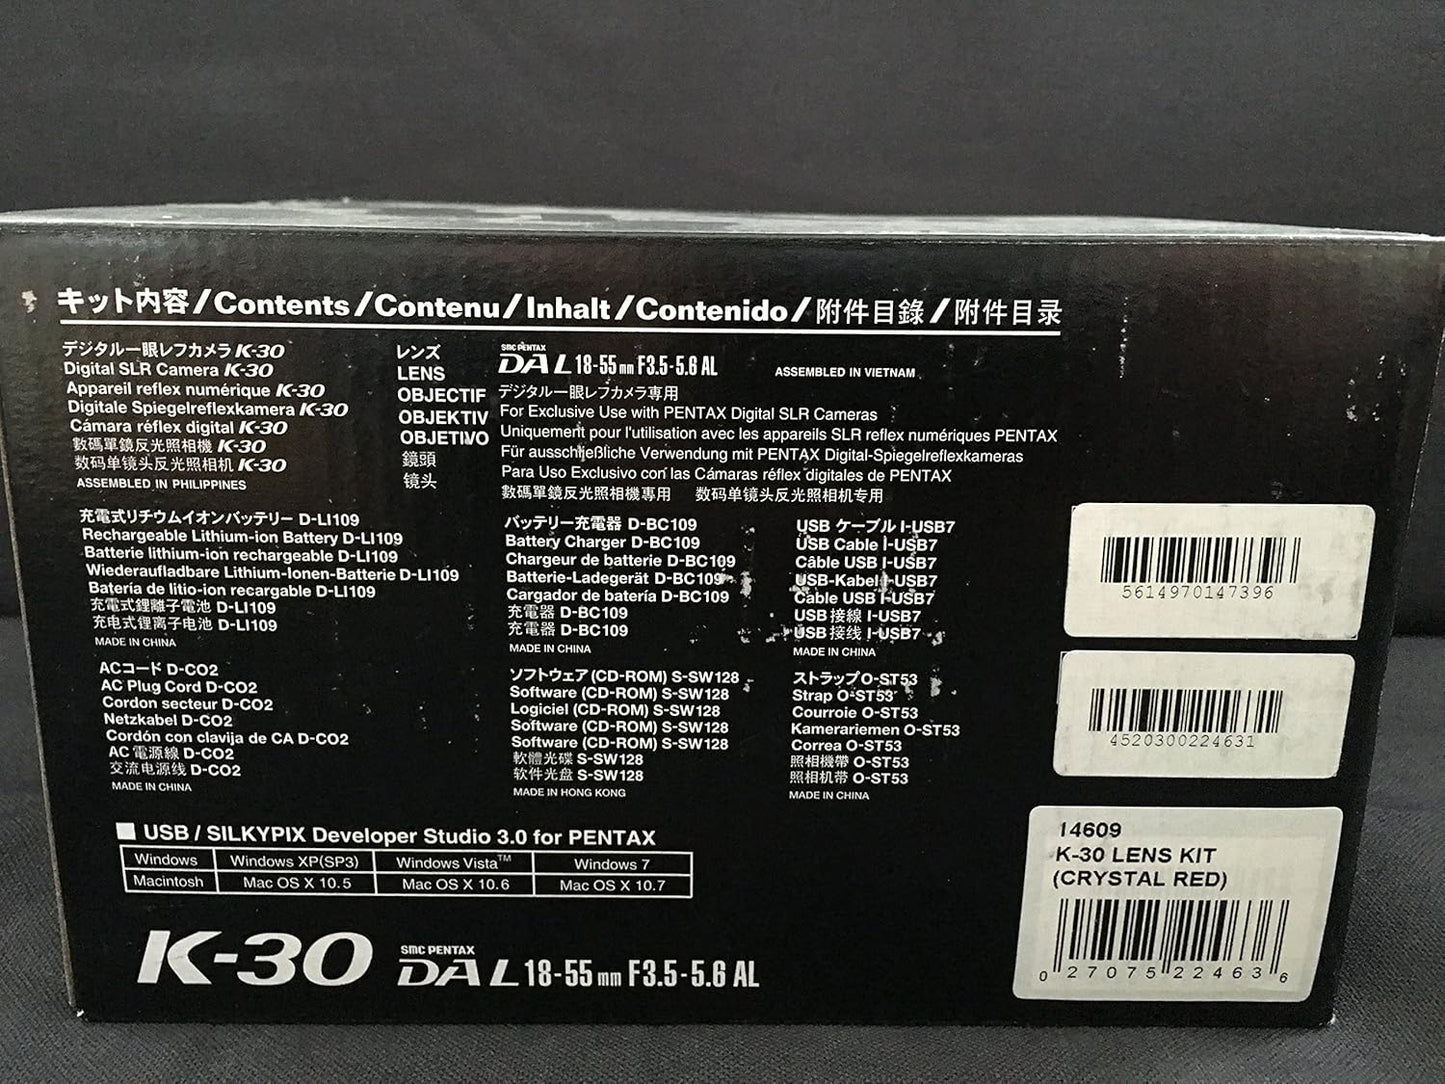 キット内容/Contents/Contenu/Inhalt/Contenido/附件目錄/附件目录
デジタル一眼レフカメラ K-30
Digital SLR Camera K-30
Appareil reflex numérique K-30
Digitale Spiegelreflexkamera K-30
Cámara réflex digital K-30
數碼單鏡反光照相機 K-30
数码单镜头反光照相机 K-30
ASSEMBLED IN PHILIPPINES
レンズ
LENS
OBJECTIF
OBJEKTIV
OBJETIVO
鏡頭
镜头
smc PENTAX
DA L 18-55 mm F3.5-5.6 AL
ASSEMBLED IN VIETNAM
デジタル一眼レフカメラ専用
For Exclusive Use with PENTAX Digital SLR Cameras
Uniquement pour l'utilisation avec les appareils SLR reflex numériques PENTAX
Für ausschließliche Verwendung mit PENTAX Digital-Spiegelreflexkameras
Para Uso Exclusivo con las Cámaras réflex digitales de PENTAX
數碼單鏡反光照相機專用 数码单镜头反光照相机专用
充電式リチウムイオンバッテリー D-LI109
Rechargeable Lithium-ion Battery D-LI109
Batterie lithium-ion rechargeable D-LI109
Wiederaufladbare Lithium-Ionen-Batterie D-LI109
Batería de litio-ion recargable D-LI109
充電式鋰離子電池 D-LI109
充电式锂离子电池 D-LI109
MADE IN CHINA
バッテリー充電器 D-BC109
Battery Charger D-BC109
Chargeur de batterie D-BC109
Batterie-Ladegerät D-BC109
Cargador de batería D-BC109
充電器 D-BC109
充電器 D-BC109
MADE IN CHINA
USB ケーブル I-USB7
USB Cable I-USB7
Câble USB I-USB7
USB-Kabel I-USB7
Cable USB I-USB7
USB 接線 I-USB7
USB 接线 I-USB7
MADE IN CHINA
ACコード D-CO2
AC Plug Cord D-CO2
Cordon secteur D-CO2
Netzkabel D-CO2
Cordón con clavija de CA D-CO2
AC 電源線 D-CO2
交流电源线 D-CO2
MADE IN CHINA
ソフトウェア (CD-ROM) S-SW128
Software (CD-ROM) S-SW128
Logiciel (CD-ROM) S-SW128
Software (CD-ROM) S-SW128
Software (CD-ROM) S-SW128
軟體光碟 S-SW128
软件光盘 S-SW128
MADE IN HONG KONG
ストラップ O-ST53
Strap O-ST53
Courroie O-ST53
Kamerariemen O-ST53
Correa O-ST53
照相機帶 O-ST53
照相机带 O-ST53
MADE IN CHINA
■ USB / SILKYPIX Developer Studio 3.0 for PENTAX
Windows Windows XP(SP3) Windows Vista™ Windows 7
Macintosh Mac OS X 10.5 Mac OS X 10.6 Mac OS X 10.7
K-30 smc PENTAX
DA L 18-55 mm F3.5-5.6 AL
5614970147396
4520300224631
14609
K-30 LENS KIT
(CRYSTAL RED)
0 27075 22463 6